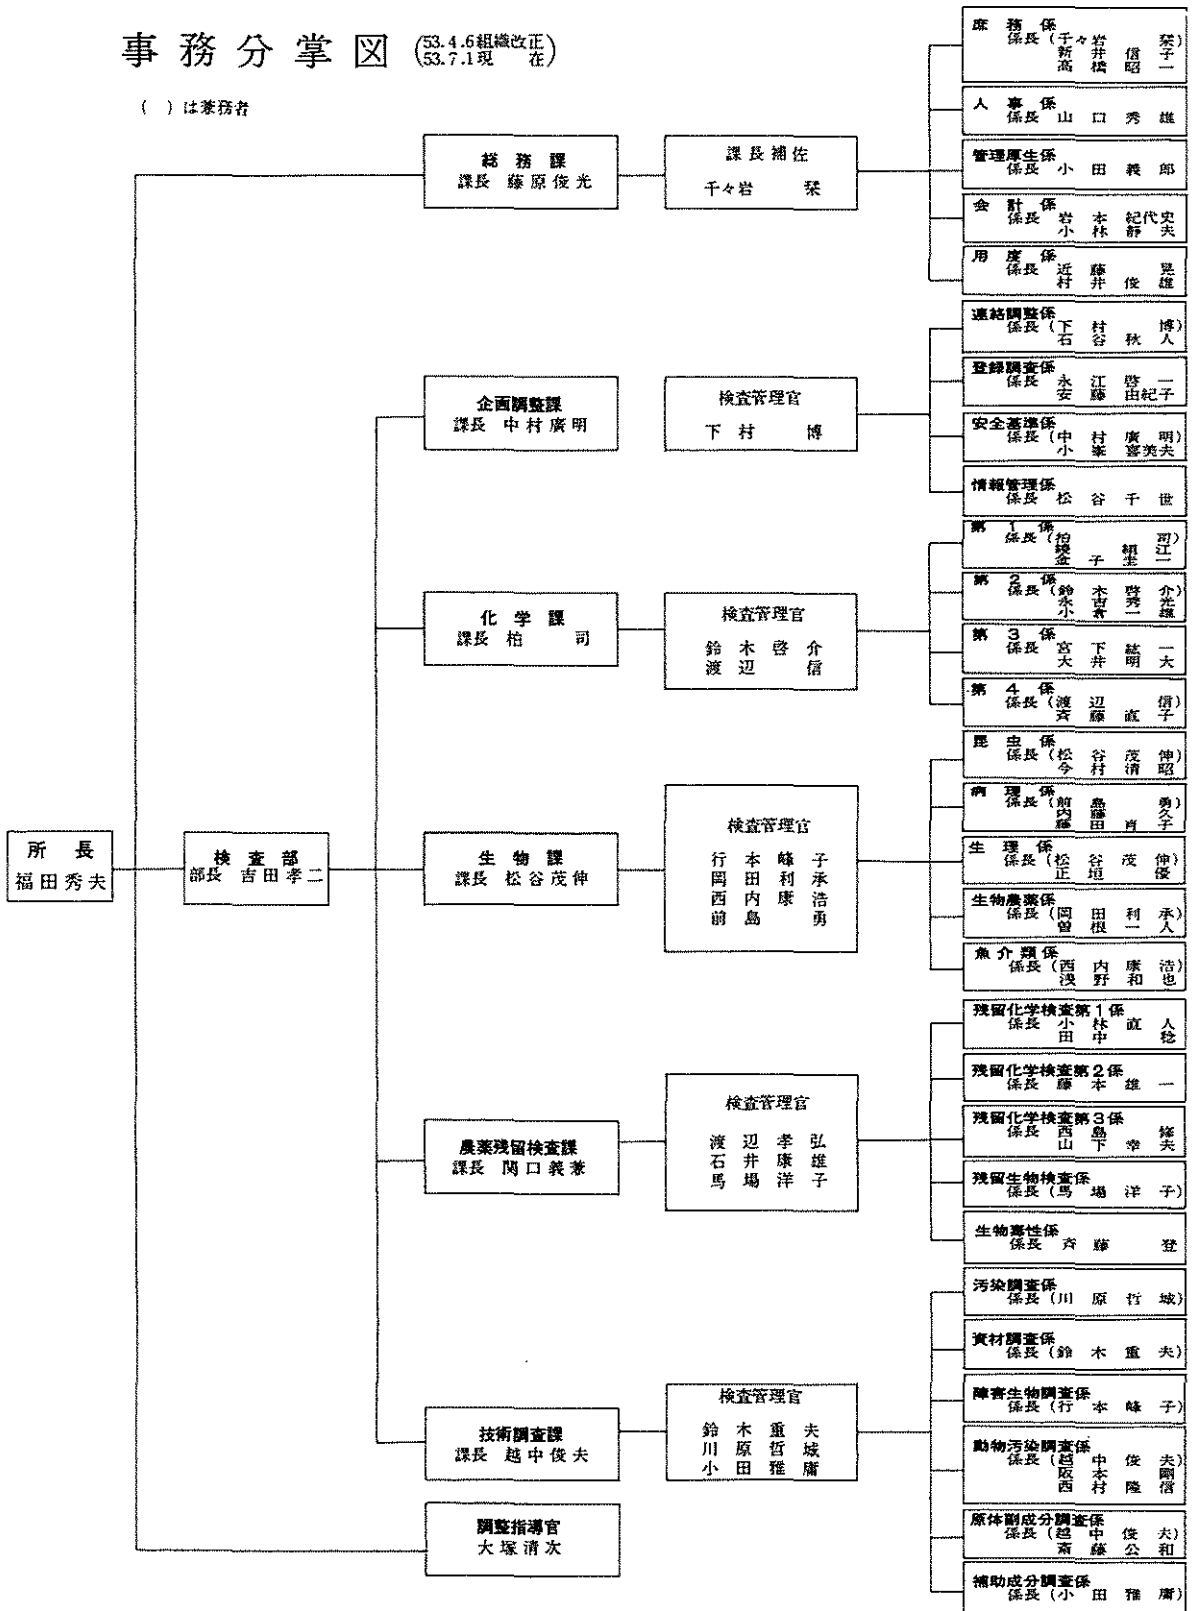 事務分掌図 (53.4.6組織改正
53.7.1現在)
( )は兼務者
所長
福田秀夫
検査部
部長 吉田孝二
総務課
課長 藤原俊光
課長補佐
千々岩 栞
庶務係
係長(千々岩 栞)
新井信子
高橋昭一
人事係
係長 山口秀雄
管理厚生係
係長 小田義郎
会計係
係長 岩本紀代史
小林静夫
用度係
係長 近藤晃
村井俊雄
企画調整課
課長 中村廣明
検査管理官
下村 博
連絡調整係
係長(下村博)
石谷秋人
登録調査係
係長 永江啓一
安藤由紀子
安全基準係
係長(中村廣明)
小峯喜美夫
情報管理係
係長 松谷千世
化学課
課長 柏 司
検査管理官
鈴木啓介
渡辺 信
第1係
係長(柏 司)
絹江
金子圭一
第2係
係長(鈴木啓介)
永吉秀光
小倉一雄
第3係
係長 宮下紘一
大井明大
第4係
係長(渡辺 信)
斉藤直子
生物課
課長 松谷茂伸
検査管理官
行本峰子
岡田利承
西内康浩
前島 勇
昆虫係
係長(松谷茂伸)
今村清昭
病理係
係長(前島 勇)
内藤 久
藤田肖子
生理係
係長(松谷茂伸)
正垣 優
生物農薬係
係長(岡田利承)
曽根一人
魚介類係
係長(西内康浩)
浅野和也
農薬残留検査課
課長 関口義兼
検査管理官
渡辺孝弘
石井康雄
馬場洋子
残留化学検査第1係
係長 小林直人
田中 稔
残留化学検査第2係
係長 藤本雄一
残留化学検査第3係
係長 西島 修
山下幸夫
残留生物検査係
係長(馬場洋子)
生物毒性係
係長 斉藤 登
技術調査課
課長 越中俊夫
検査管理官
鈴木重夫
川原哲城
小田雅庸
汚染調査係
係長(川原哲城)
資材調査係
係長(鈴木重夫)
障害生物調査係
係長(行本峰子)
動物汚染調査係
係長(越中俊夫)
阪本 剛
西村隆信
原体副成分調査係
係長(越中俊夫)
斎藤公和
補助成分調査係
係長(小田雅庸)
調整指導官
大塚清次